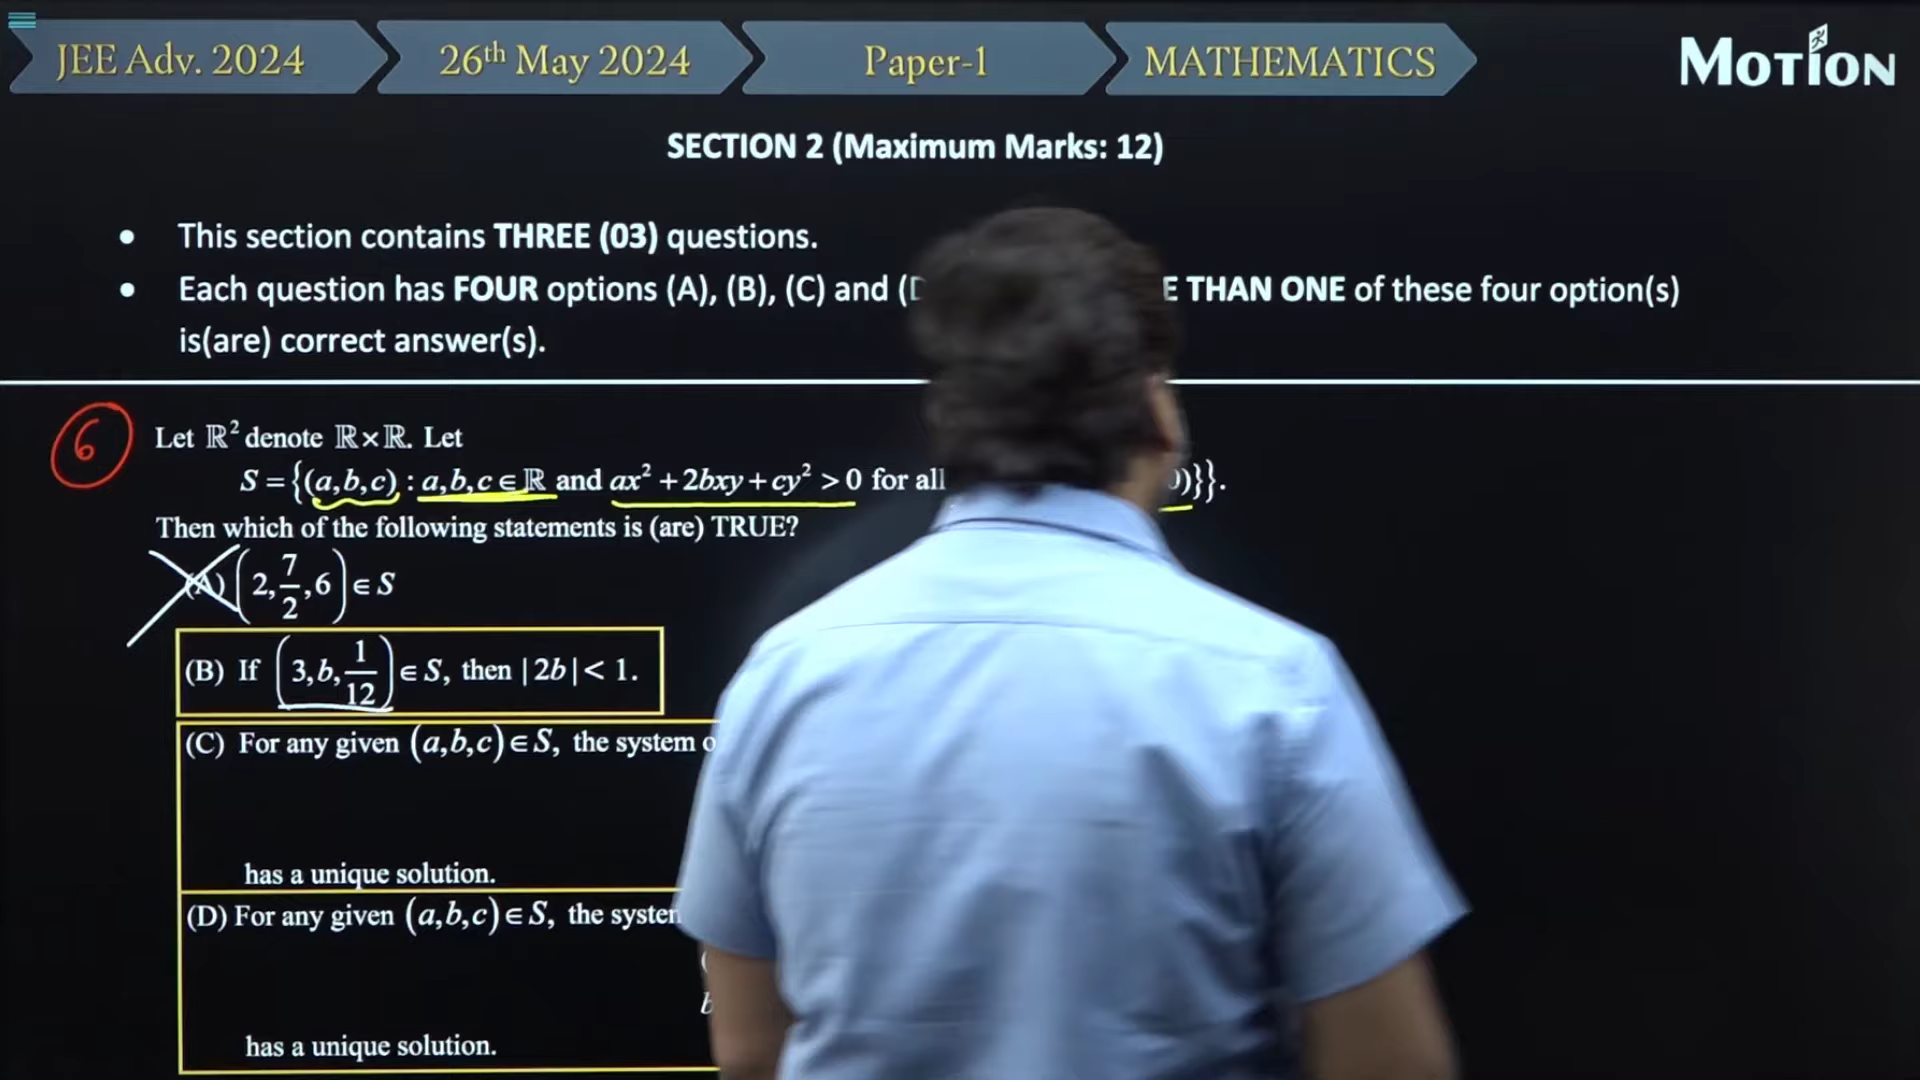 JEE Adv. 2024 26th May 2024 Paper-1 MATHEMATICS MOTION
SECTION 2 (Maximum Marks: 12)
• This section contains THREE (03) questions.
• Each question has FOUR options (A), (B), (C) and ( THAN ONE of these four option(s)
is(are) correct answer(s).
6
Let ℝ² denote ℝ×ℝ. Let
S = {(a,b,c) : a,b,c ∈ ℝ and ax² + 2bxy + cy² > 0 for all )}}.
Then which of the following statements is (are) TRUE?
(A) (2, 7/2, 6) ∈ S
(B) If (3, b, 1/12) ∈ S, then |2b| < 1.
(C) For any given (a,b,c) ∈ S, the system
has a unique solution.
(D) For any given (a,b,c) ∈ S, the
b
has a unique solution.